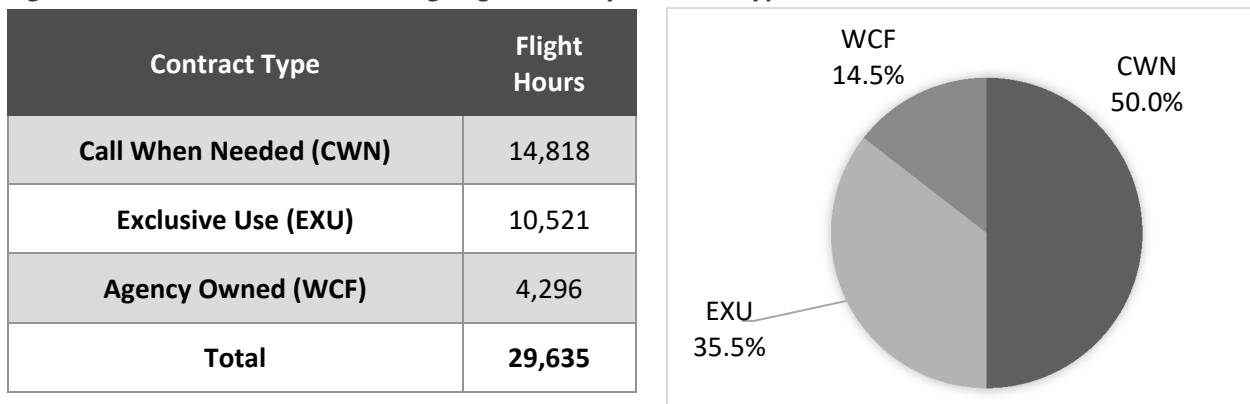 Contract Type
Flight
Hours
Call When Needed (CWN)
14,818
Exclusive Use (EXU)
10,521
Agency Owned (WCF)
4,296
Total
29,635
WCF
14.5%
CWN
50.0%
EXU
35.5%